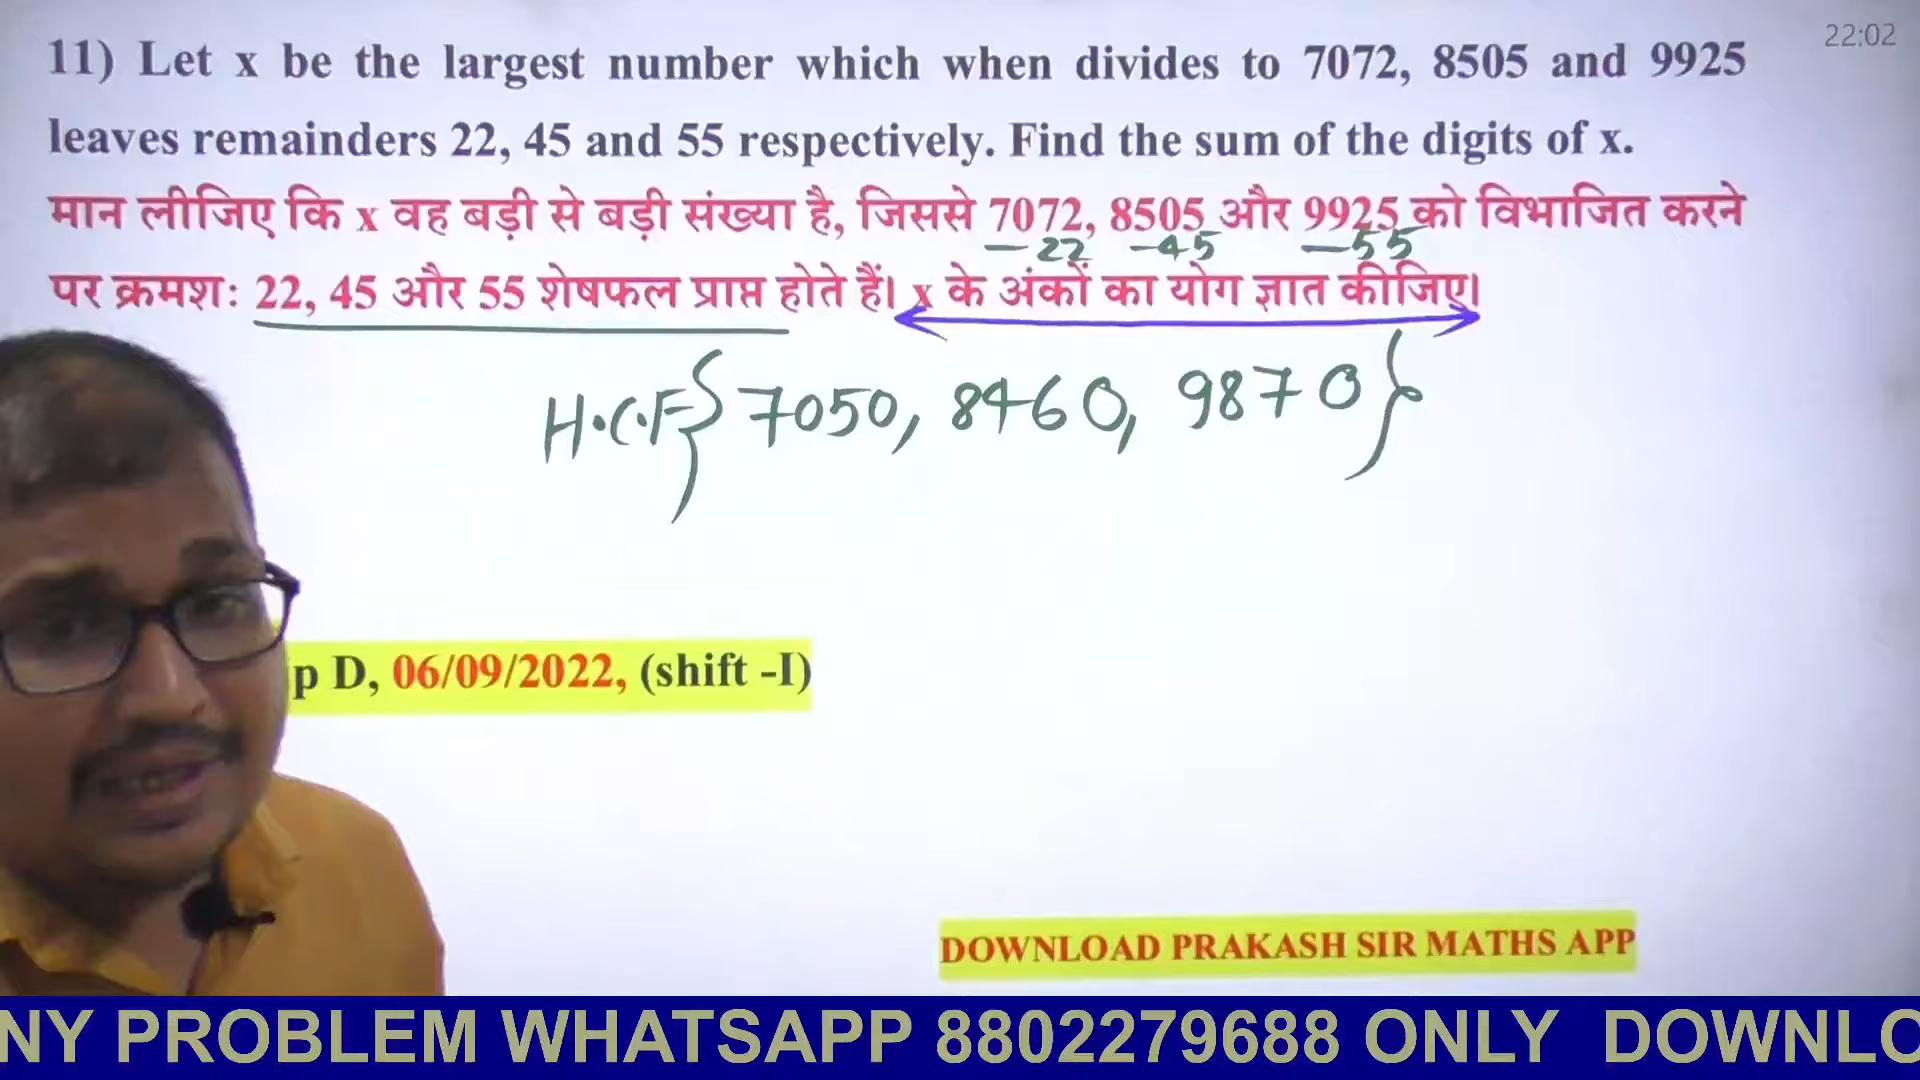 22:02
11) Let x be the largest number which when divides to 7072, 8505 and 9925
leaves remainders 22, 45 and 55 respectively. Find the sum of the digits of x.
मान लीजिए कि x वह बड़ी से बड़ी संख्या है, जिससे 7072, 8505 और 9925 को विभाजित करने
-22 -45 -55
पर क्रमशः 22, 45 और 55 शेषफल प्राप्त होते हैं। x के अंकों का योग ज्ञात कीजिए।
H.C.F{7050, 8460, 9870}
p D, 06/09/2022, (shift -I)
DOWNLOAD PRAKASH SIR MATHS APP
NY PROBLEM WHATSAPP 8802279688 ONLY DOWNLO